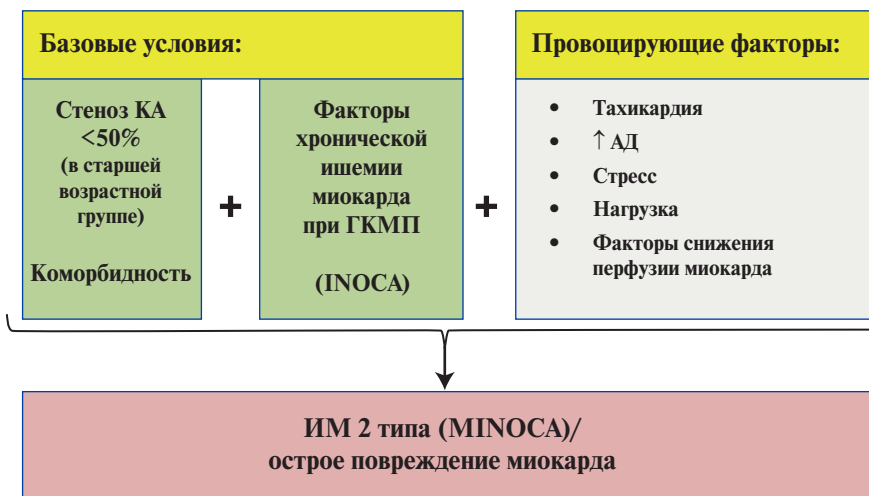 Базовые условия:
Стеноз КА
<50%
(в старшей
возрастной
группе)
Коморбидность
+
Факторы
хронической
ишемии
миокарда
при ГКМП
(INOCA)
+
Провоцирующие факторы:
• Тахикардия
• ↑ АД
• Стресс
• Нагрузка
• Факторы снижения
перфузии миокарда
ИМ 2 типа (MINOCA)/
острое повреждение миокарда